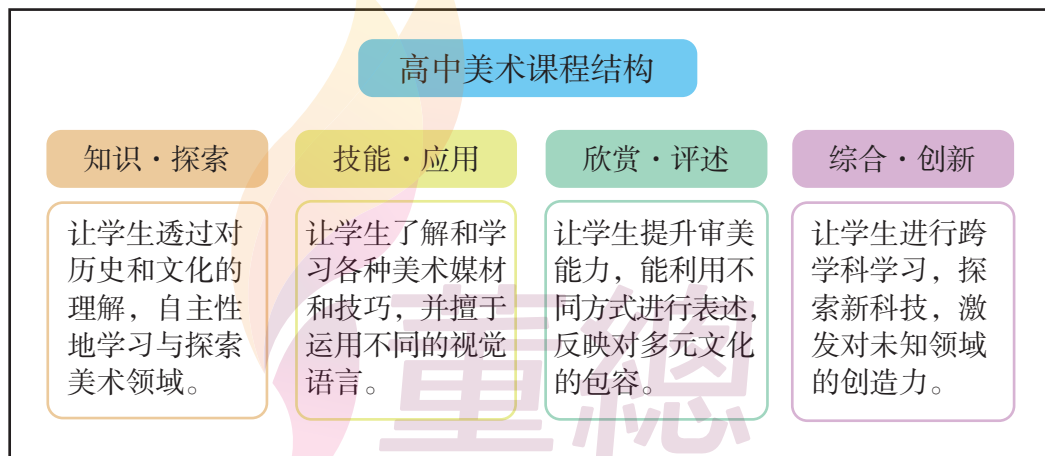 高中美术课程结构
知识·探索
让学生透过对
历史和文化的
理解，自主性
地学习与探索
美术领域。
技能·应用
让学生了解和学
习各种美术媒材
和技巧，并擅于
运用不同的视觉
语言。
欣赏·评述
让学生提升审美
能力，能利用不
同方式进行表述，
反映对多元文化
的包容。
综合·创新
让学生进行跨
学科学习，探
索新科技，激
发对未知领域
的创造力。
董總